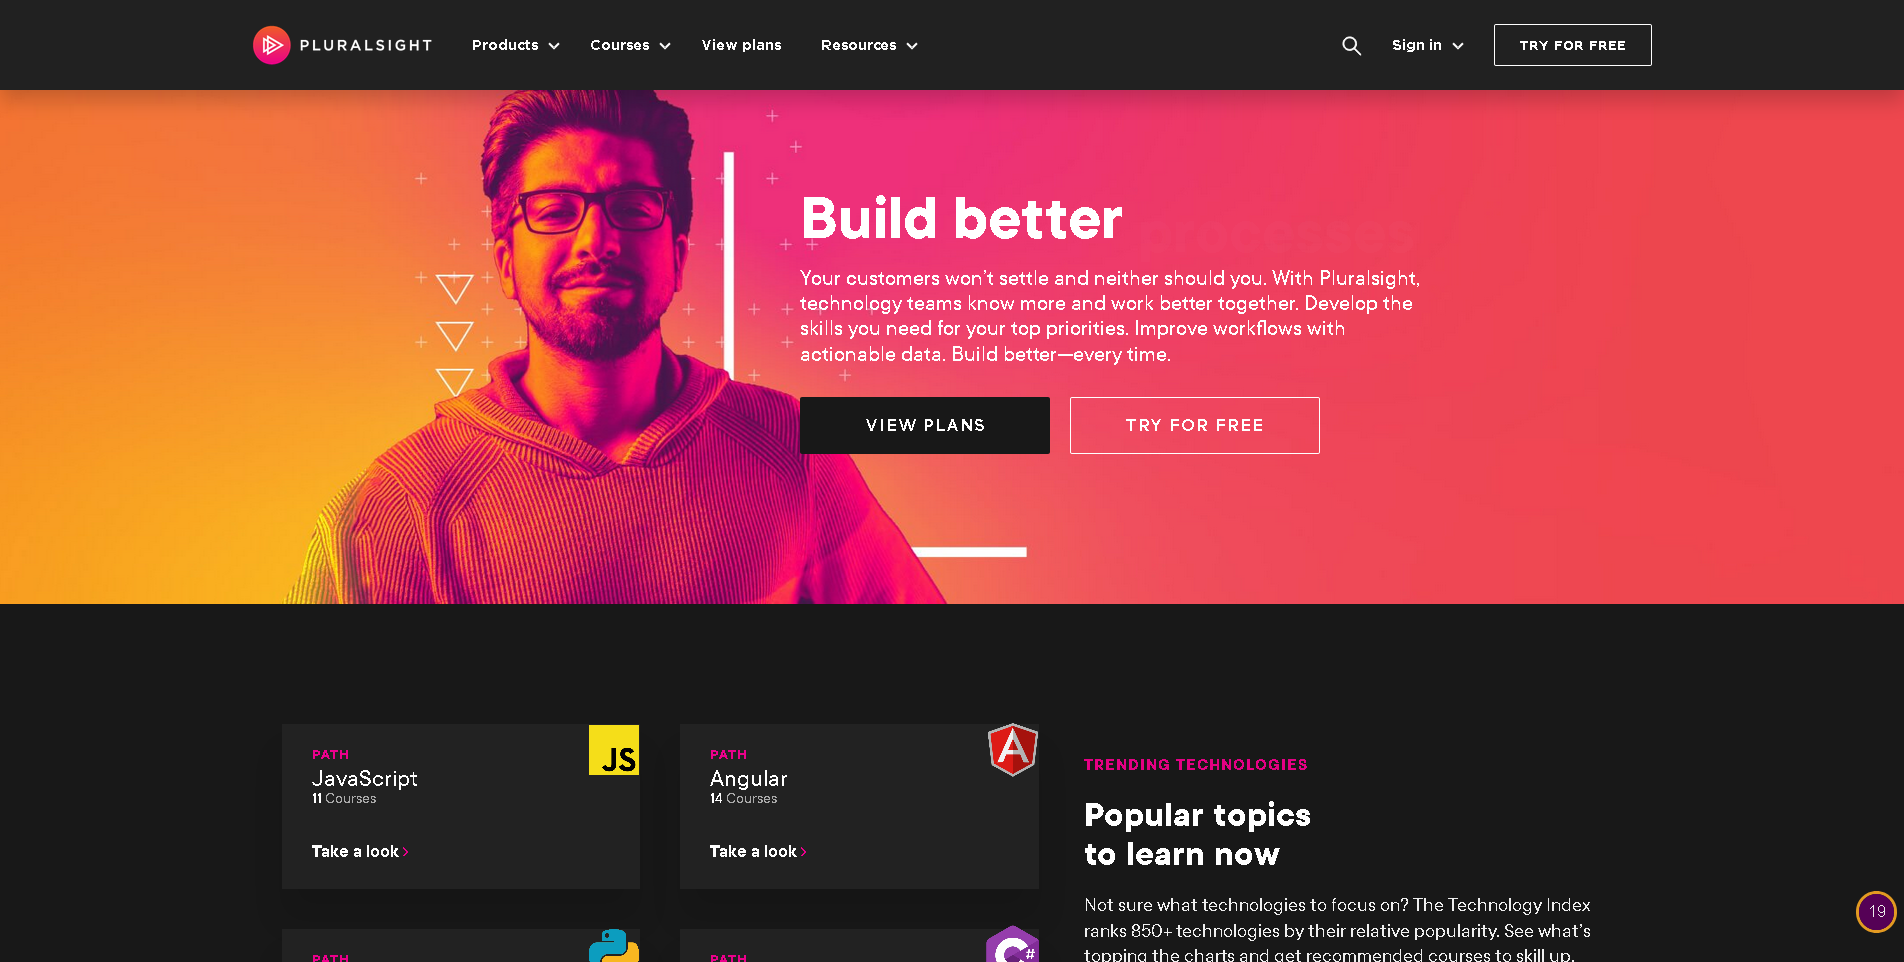 PLURALSIGHT
Products
Courses
View plans
Resources
Sign in
TRY FOR FREE
Build better processes
Your customers won't settle and neither should you. With Pluralsight,
technology teams know more and work better together. Develop the
skills you need for your top priorities. Improve workflows with
actionable data. Build better—every time.
VIEW PLANS
TRY FOR FREE
PATH
JavaScript
11 Courses
Take a look
JS
PATH
Angular
14 Courses
Take a look
A
TRENDING TECHNOLOGIES
Popular topics
to learn now
Not sure what technologies to focus on? The Technology Index
ranks 850+ technologies by their relative popularity. See what's
topping the charts and get recommended courses to skill up.
PATH
PATH
C#
19